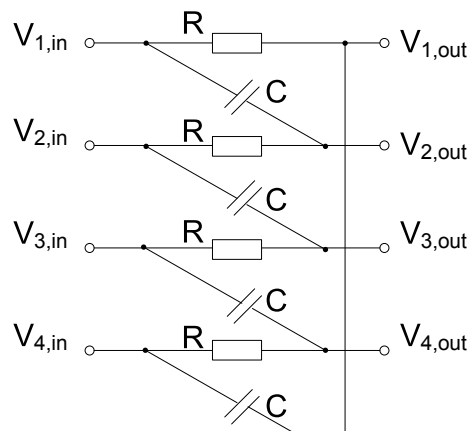 V1,in R V1,out
C
V2,in R V2,out
C
V3,in R V3,out
C
V4,in R V4,out
C